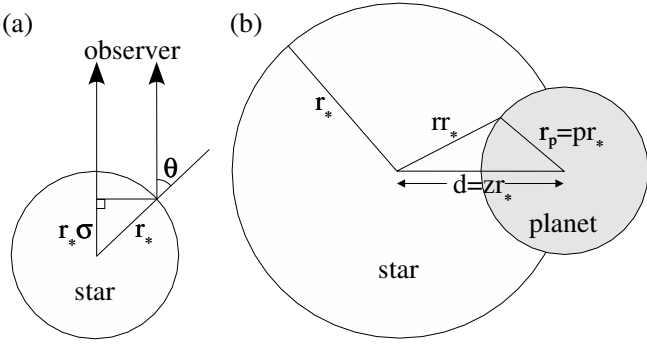 (a)
observer
θ
r*σ
r*
star
(b)
r*
rr*
rp=pr*
d=zr*
planet
star